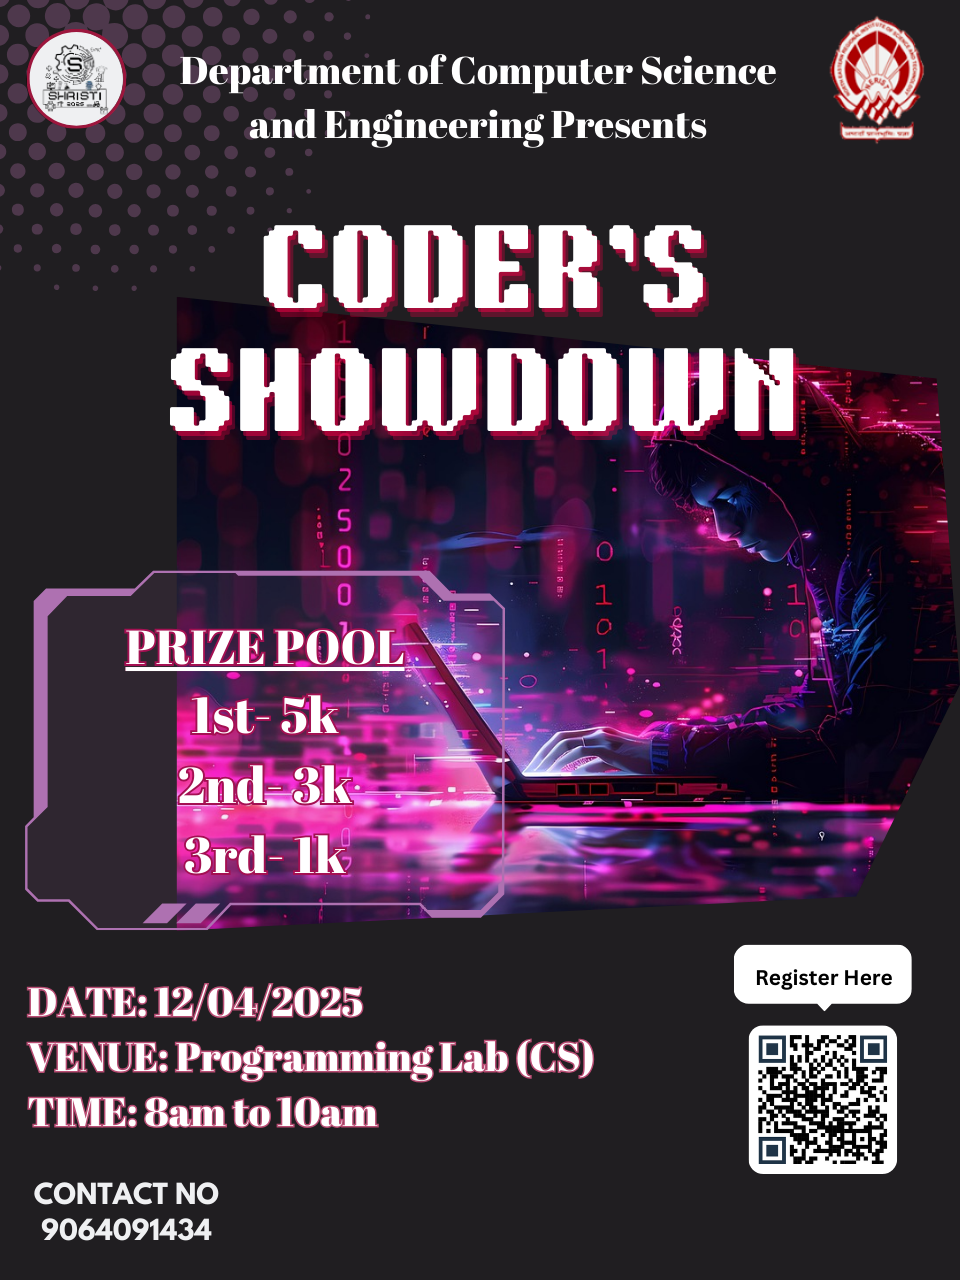 SHRISTI
2025
Department of Computer Science
and Engineering Presents
CODER'S
SHOWDOWN
PRIZE POOL
1st- 5k
2nd- 3k
3rd- 1k
DATE: 12/04/2025
VENUE: Programming Lab (CS)
TIME: 8am to 10am
CONTACT NO
9064091434
Register Here